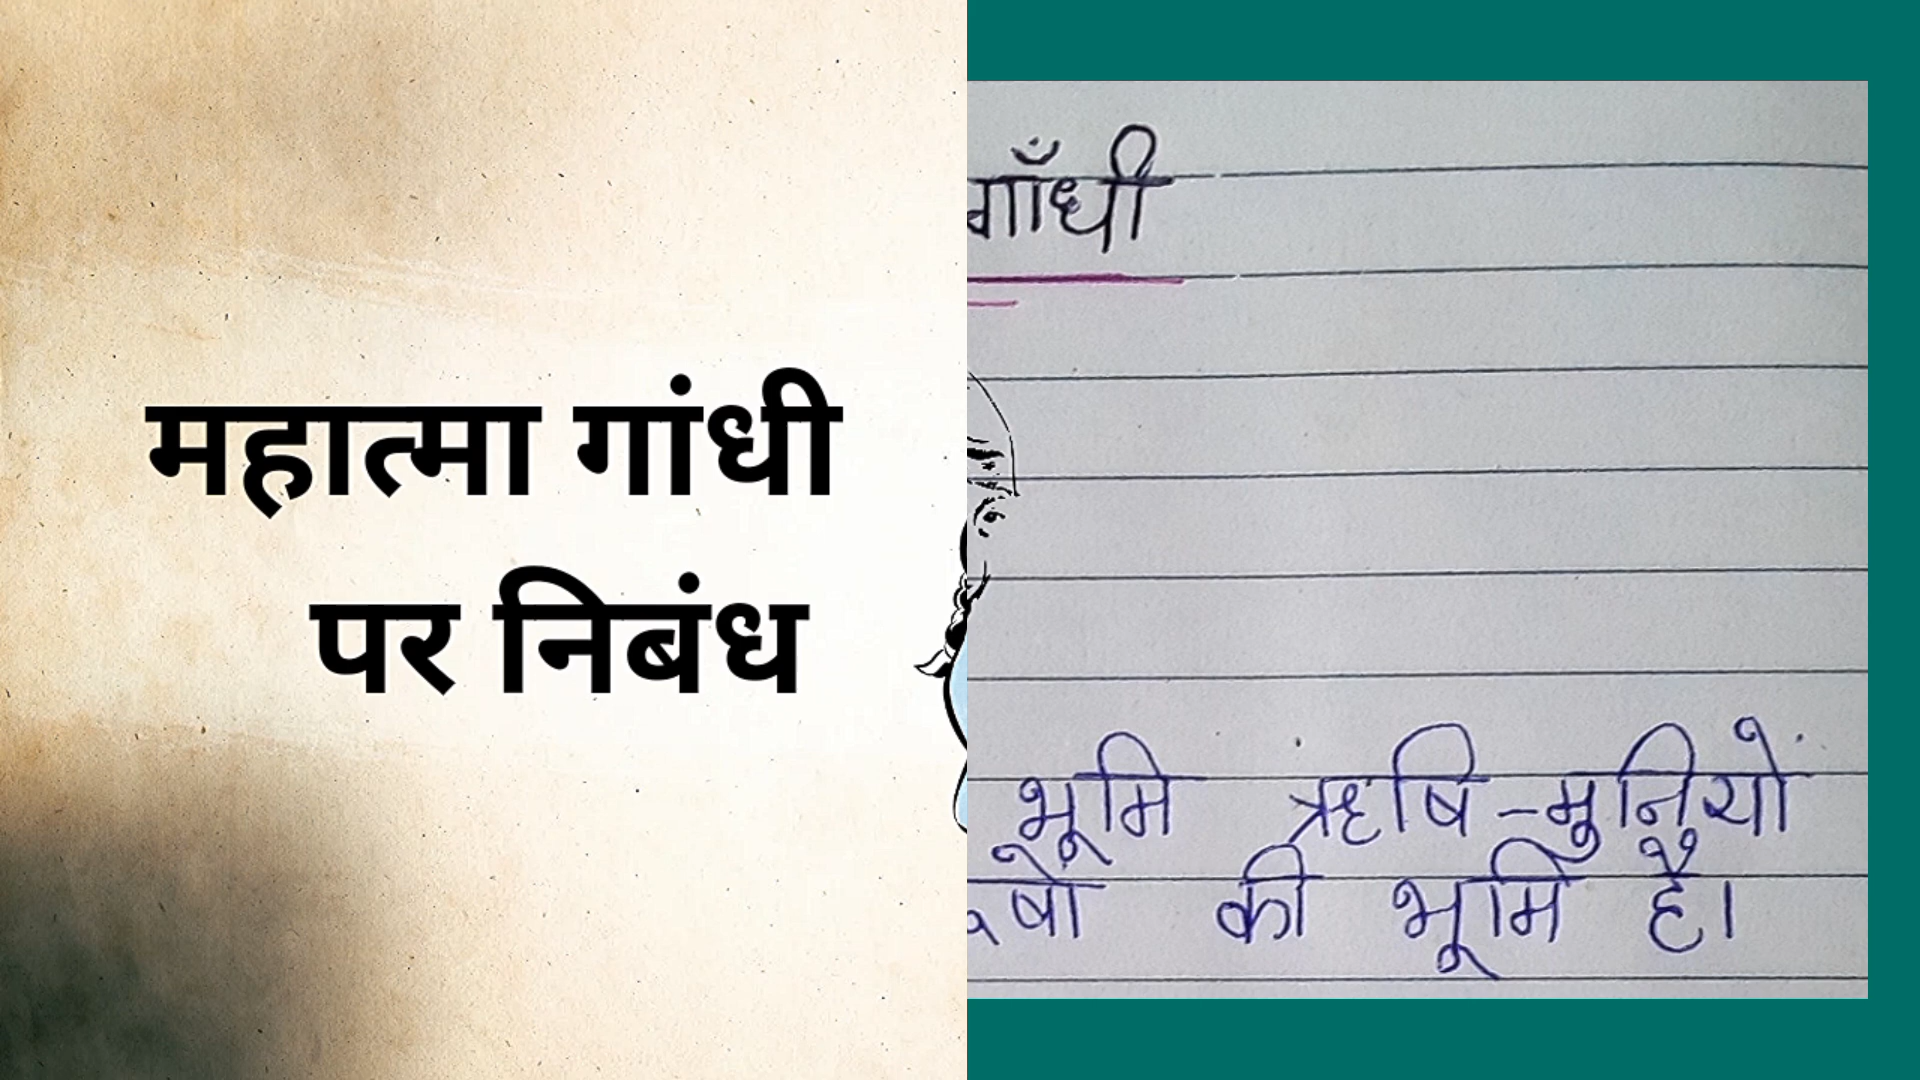 महात्मा गांधी
पर निबंध
गाँधी
भूमि ऋषि-मुनियों
की भूमि है।